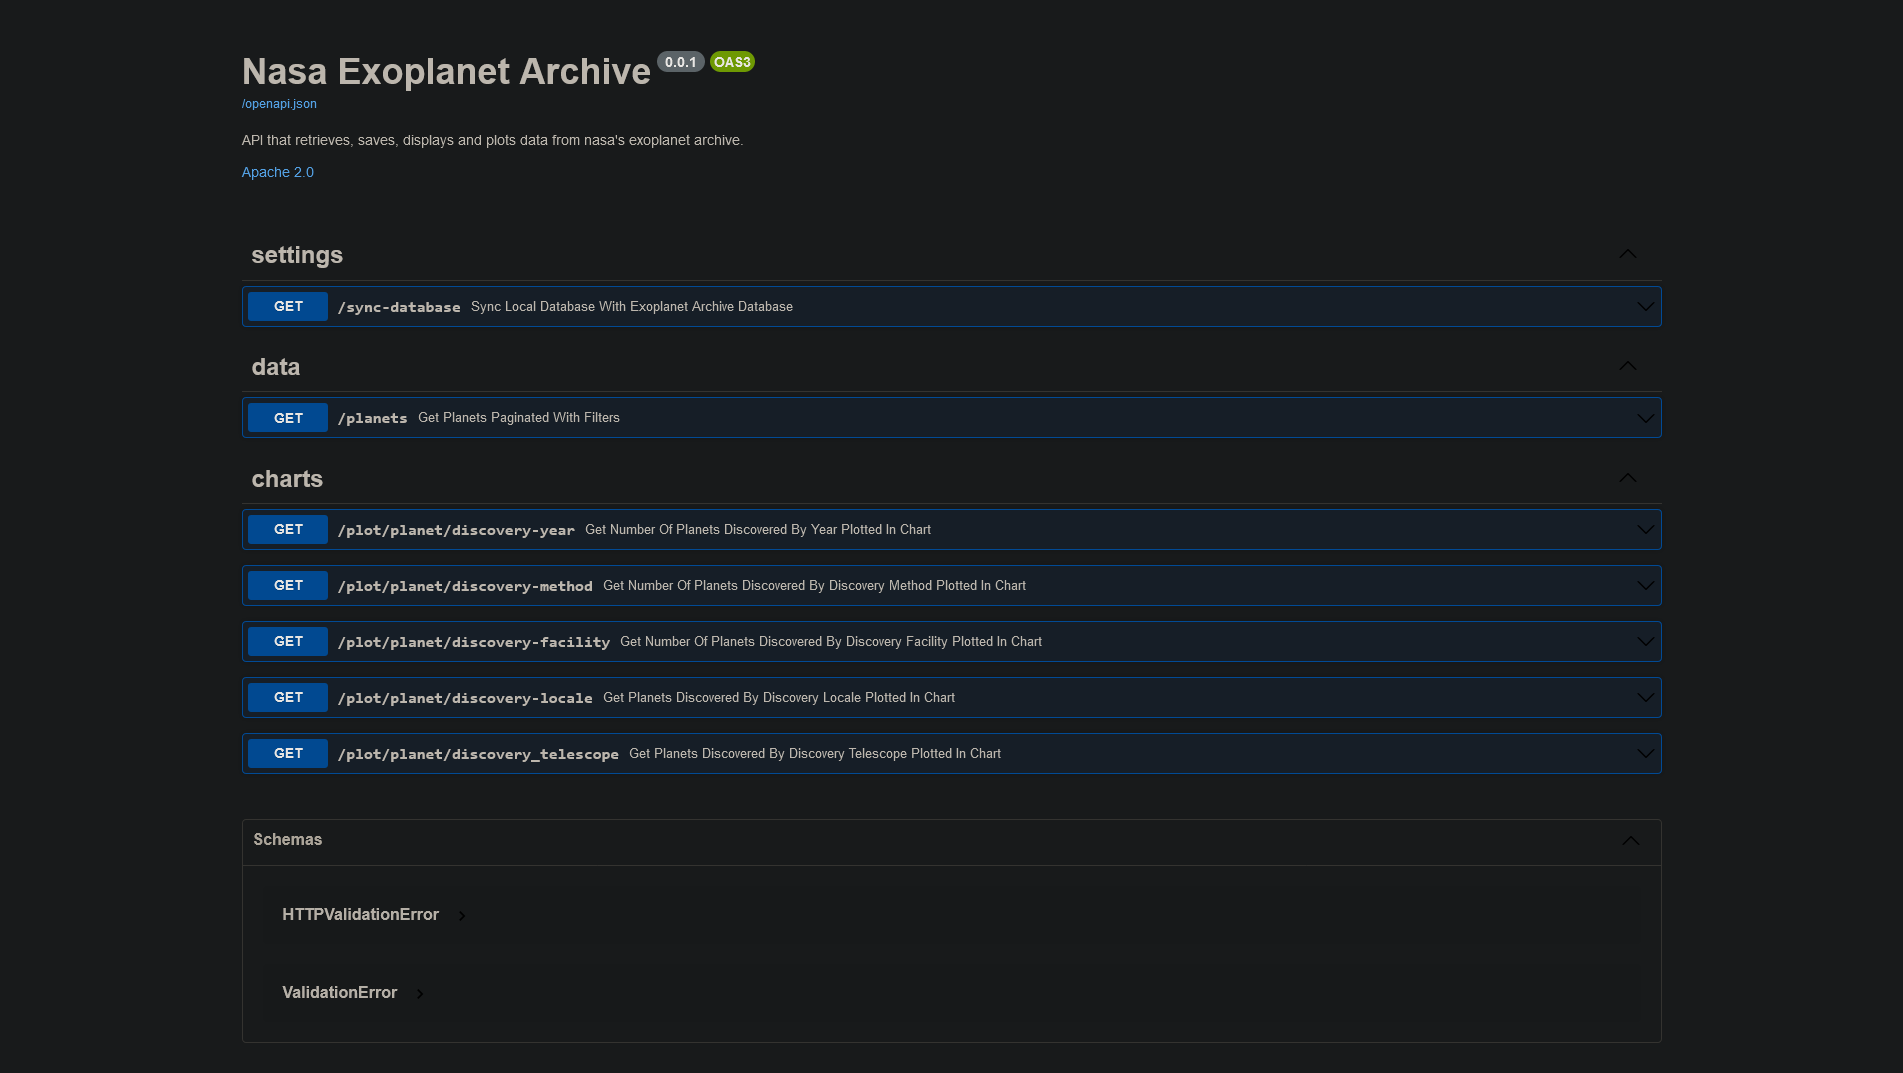 Nasa Exoplanet Archive 0.0.1 OAS3
/openapi.json
API that retrieves, saves, displays and plots data from nasa's exoplanet archive.
Apache 2.0
settings
GET /sync-database Sync Local Database With Exoplanet Archive Database
data
GET /planets Get Planets Paginated With Filters
charts
GET /plot/planet/discovery-year Get Number Of Planets Discovered By Year Plotted In Chart
GET /plot/planet/discovery-method Get Number Of Planets Discovered By Discovery Method Plotted In Chart
GET /plot/planet/discovery-facility Get Number Of Planets Discovered By Discovery Facility Plotted In Chart
GET /plot/planet/discovery-locale Get Planets Discovered By Discovery Locale Plotted In Chart
GET /plot/planet/discovery_telescope Get Planets Discovered By Discovery Telescope Plotted In Chart
Schemas
HTTPValidationError
ValidationError